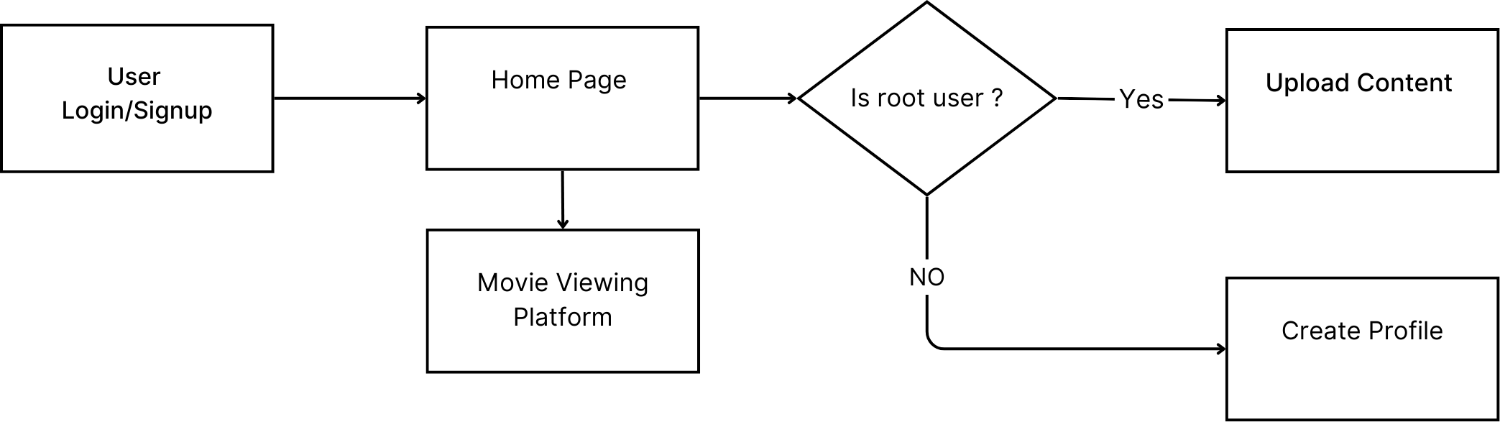 User
Login/Signup
Home Page
Is root user ?
Yes
Upload Content
Movie Viewing
Platform
NO
Create Profile